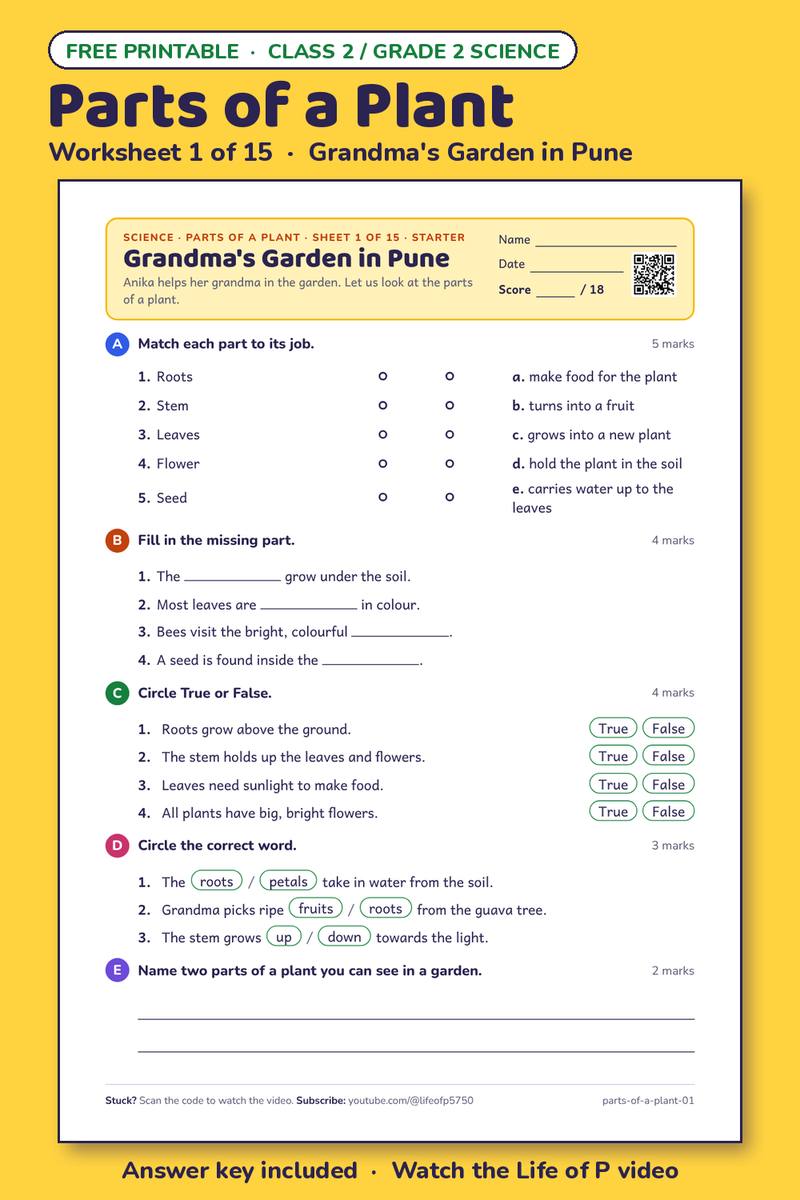 FREE PRINTABLE · CLASS 2 / GRADE 2 SCIENCE
Parts of a Plant
Worksheet 1 of 15 · Grandma's Garden in Pune
SCIENCE · PARTS OF A PLANT · SHEET 1 OF 15 · STARTER
Grandma's Garden in Pune
Anika helps her grandma in the garden. Let us look at the parts
of a plant.
Name
Date
Score / 18
A Match each part to its job. 5 marks
1. Roots a. make food for the plant
2. Stem b. turns into a fruit
3. Leaves c. grows into a new plant
4. Flower d. hold the plant in the soil
5. Seed e. carries water up to the
leaves
B Fill in the missing part. 4 marks
1. The ____ grow under the soil.
2. Most leaves are ____ in colour.
3. Bees visit the bright, colourful ____.
4. A seed is found inside the ____.
C Circle True or False. 4 marks
1. Roots grow above the ground. True False
2. The stem holds up the leaves and flowers. True False
3. Leaves need sunlight to make food. True False
4. All plants have big, bright flowers. True False
D Circle the correct word. 3 marks
1. The roots / petals take in water from the soil.
2. Grandma picks ripe fruits / roots from the guava tree.
3. The stem grows up / down towards the light.
E Name two parts of a plant you can see in a garden. 2 marks
Stuck? Scan the code to watch the video. Subscribe: youtube.com/@lifeofp5750 parts-of-a-plant-01
Answer key included · Watch the Life of P video